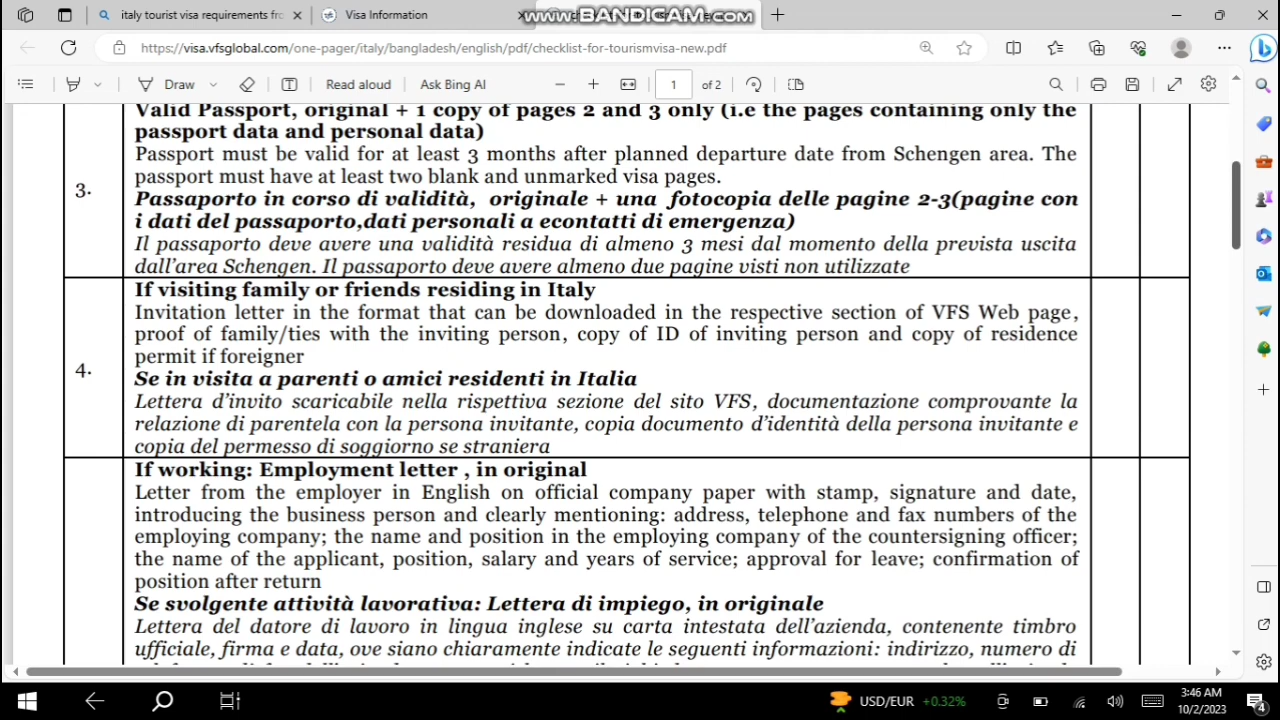 italy tourist visa requirements fro
Visa Information
www.BANDICAM.com
https://visa.vfsglobal.com/one-pager/italy/bangladesh/english/pdf/checklist-for-tourismvisa-new.pdf
Draw
Read aloud
Ask Bing AI
1
of 2
Valid Passport, original + 1 copy of pages 2 and 3 only (i.e the pages containing only the
passport data and personal data)
3.
Passport must be valid for at least 3 months after planned departure date from Schengen area. The
passport must have at least two blank and unmarked visa pages.
Passaporto in corso di validità, originale + una fotocopia delle pagine 2-3(pagine con
i dati del passaporto,dati personali a econtatti di emergenza)
Il passaporto deve avere una validità residua di almeno 3 mesi dal momento della prevista uscita
dall'area Schengen. Il passaporto deve avere almeno due pagine visti non utilizzate
If visiting family or friends residing in Italy
4.
Invitation letter in the format that can be downloaded in the respective section of VFS Web page,
proof of family/ties with the inviting person, copy of ID of inviting person and copy of residence
permit if foreigner
Se in visita a parenti o amici residenti in Italia
Lettera d'invito scaricabile nella rispettiva sezione del sito VFS, documentazione comprovante la
relazione di parentela con la persona invitante, copia documento d'identità della persona invitante e
copia del permesso di soggiorno se straniera
If working: Employment letter , in original
Letter from the employer in English on official company paper with stamp, signature and date,
introducing the business person and clearly mentioning: address, telephone and fax numbers of the
employing company; the name and position in the employing company of the countersigning officer;
the name of the applicant, position, salary and years of service; approval for leave; confirmation of
position after return
Se svolgente attività lavorativa: Lettera di impiego, in originale
Lettera del datore di lavoro in lingua inglese su carta intestata dell'azienda, contenente timbro
ufficiale, firma e data, ove siano chiaramente indicate le seguenti informazioni: indirizzo, numero di
USD/EUR +0.32%
3:46 AM
10/2/2023
4